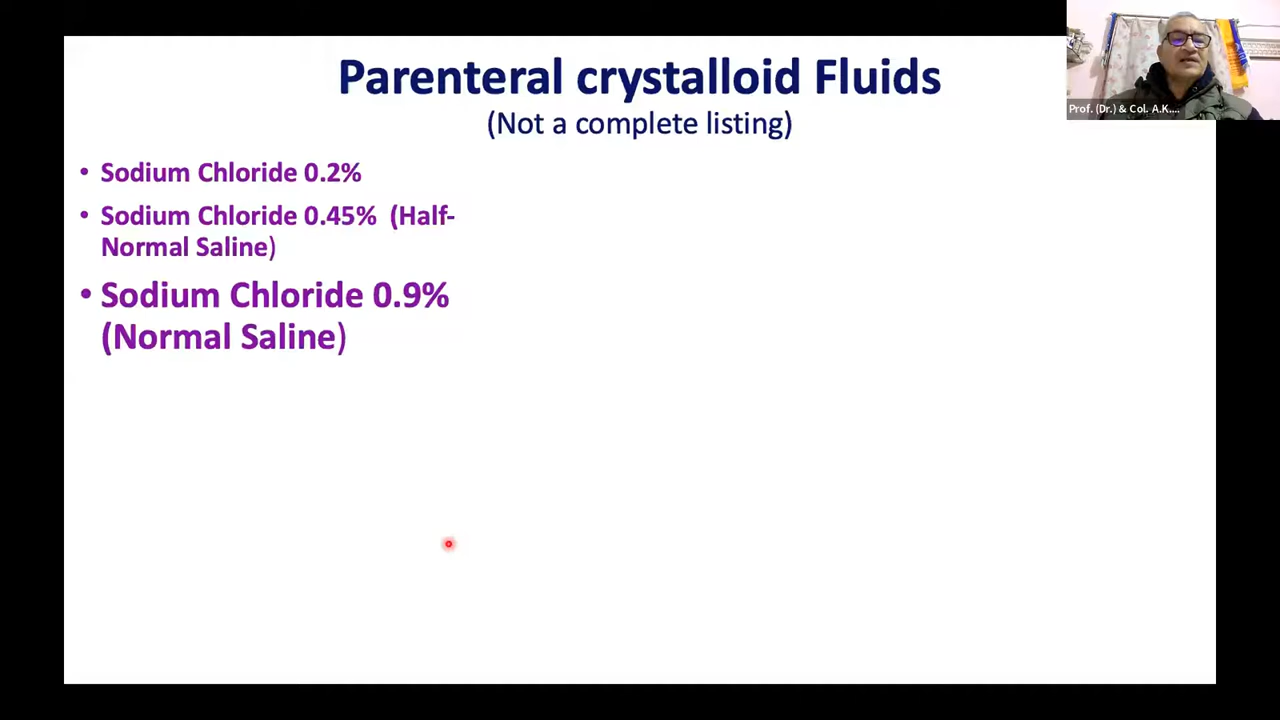 Parenteral crystalloid Fluids
(Not a complete listing)
Prof. (Dr.) & Col. A.K....
• Sodium Chloride 0.2%
• Sodium Chloride 0.45% (Half-
Normal Saline)
• Sodium Chloride 0.9%
(Normal Saline)